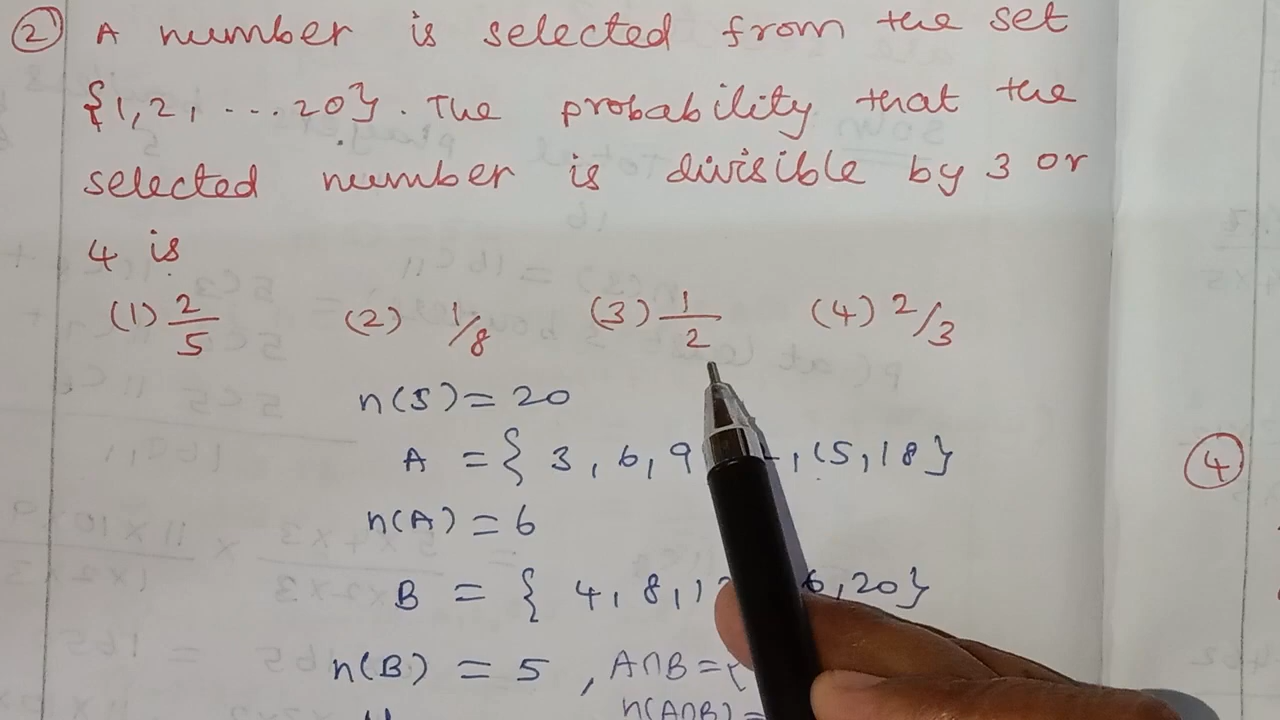 ② A number is selected from the set
{1,2, ...20}. The probability that the
selected number is divisible by 3 or
4 is
(1) 2/5 (2) 1/8 (3) 1/2 (4) 2/3
n(S) = 20
A = { 3, 6, 9 , 15, 18 }
n(A) = 6
④
B = { 4, 8, 6, 20 }
n(B) = 5 , A∩B = {
n(A∩B) =